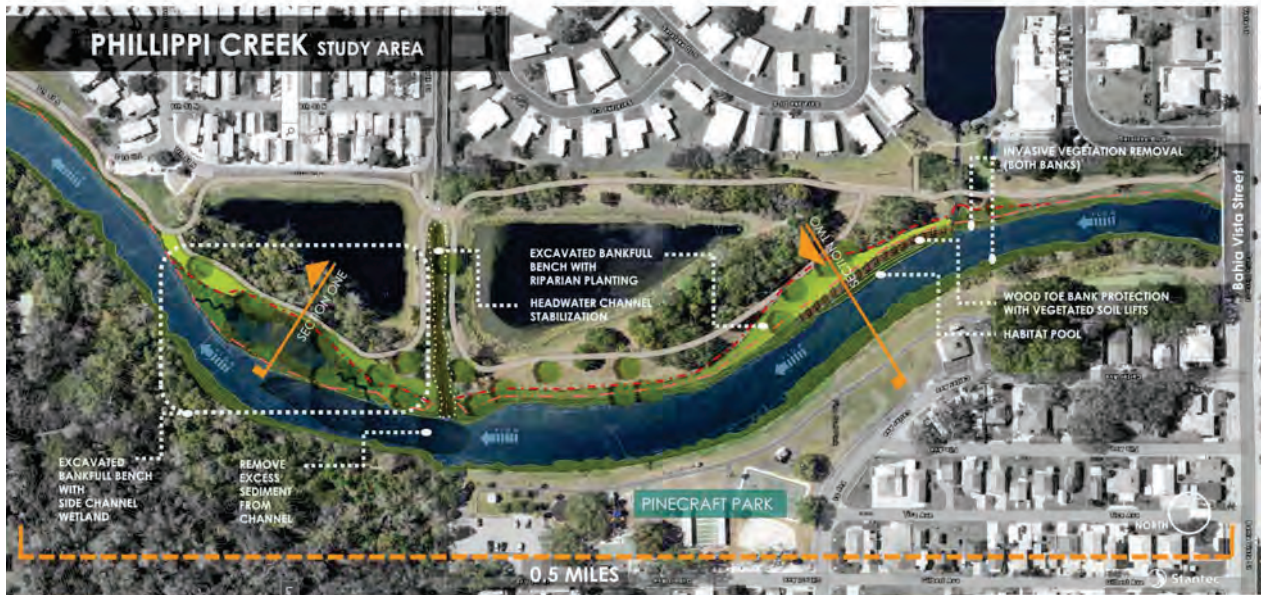 PHILLIPPI CREEK STUDY AREA
INVASIVE VEGETATION REMOVAL
(BOTH BANKS)
Bahia Vista Street
SECTION TWO
EXCAVATED BANKFULL
BENCH WITH
RIPARIAN PLANTING
HEADWATER CHANNEL
STABILIZATION
SECTION ONE
WOOD TOE BANK PROTECTION
WITH VEGETATED SOIL LIFTS
HABITAT POOL
EXCAVATED
BANKFULL BENCH
WITH
SIDE CHANNEL
WETLAND
REMOVE
EXCESS
SEDIMENT
FROM
CHANNEL
PINECRAFT PARK
NORTH
0.5 MILES
Gilbert Ave
Stantec